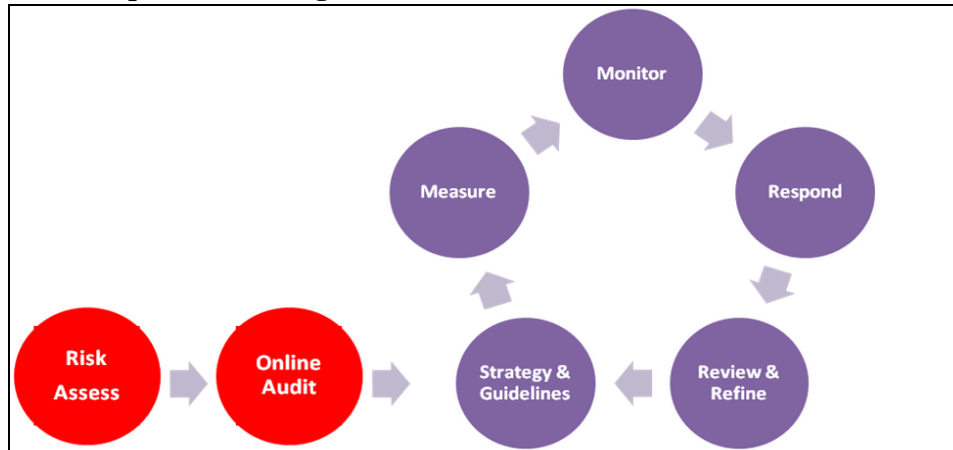 Monitor
Measure
Respond
Risk
Assess
Online
Audit
Strategy &
Guidelines
Review &
Refine